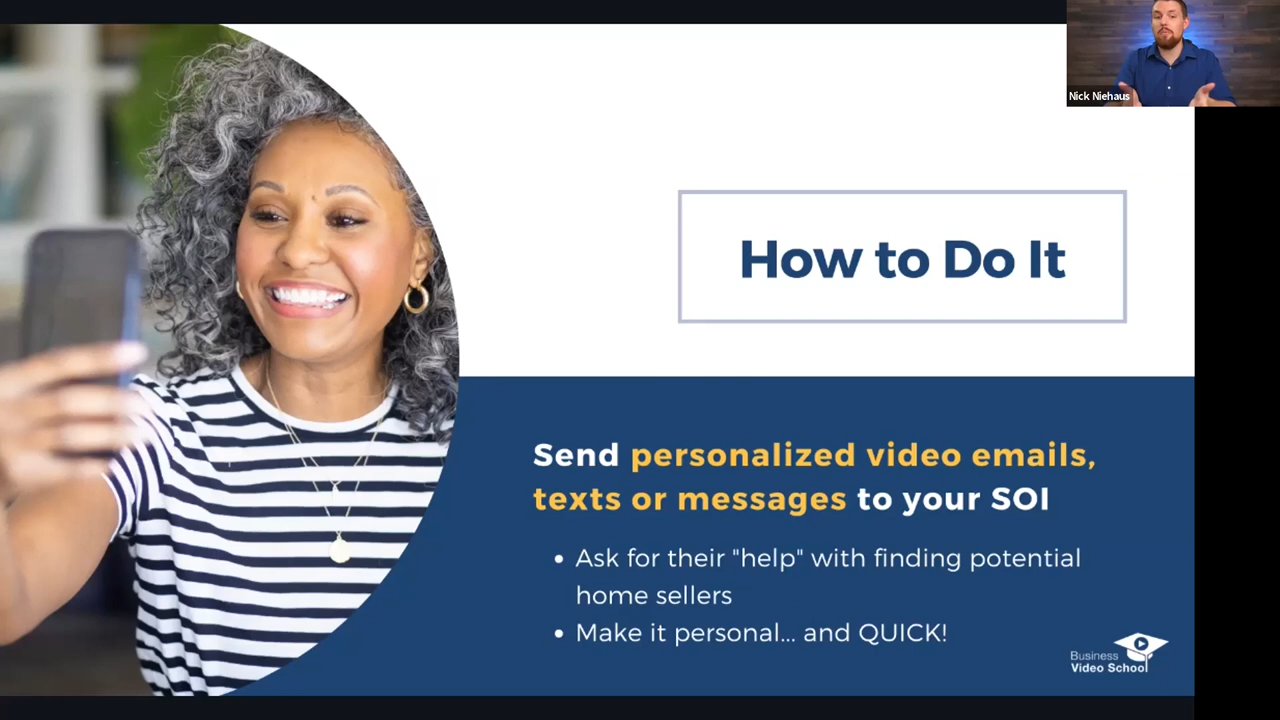 Nick Niehaus
How to Do It
Send personalized video emails,
texts or messages to your SOI
• Ask for their "help" with finding potential
home sellers
• Make it personal... and QUICK!
Business
Video School